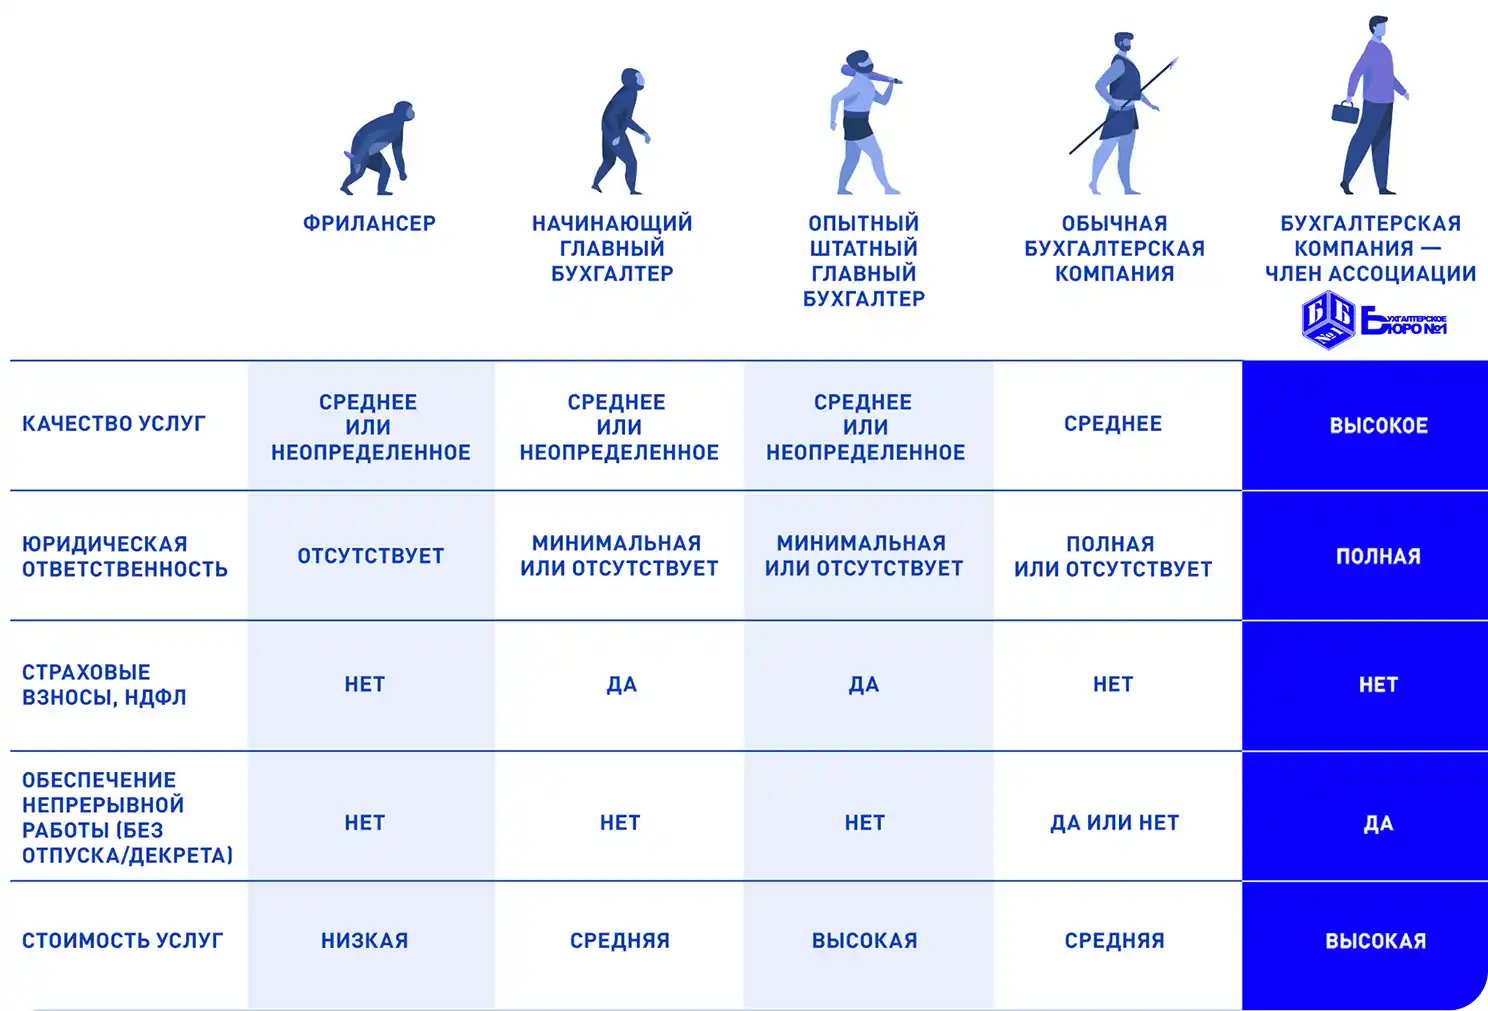 ФРИЛАНСЕР
НАЧИНАЮЩИЙ
ГЛАВНЫЙ
БУХГАЛТЕР
ОПЫТНЫЙ
ШТАТНЫЙ
ГЛАВНЫЙ
БУХГАЛТЕР
ОБЫЧНАЯ
БУХГАЛТЕРСКАЯ
КОМПАНИЯ
БУХГАЛТЕРСКАЯ
КОМПАНИЯ —
ЧЛЕН АССОЦИАЦИИ
Б Б
№1
БУХГАЛТЕРСКОЕ
БЮРО №1
КАЧЕСТВО УСЛУГ
СРЕДНЕЕ
ИЛИ
НЕОПРЕДЕЛЕННОЕ
СРЕДНЕЕ
ИЛИ
НЕОПРЕДЕЛЕННОЕ
СРЕДНЕЕ
ИЛИ
НЕОПРЕДЕЛЕННОЕ
СРЕДНЕЕ
ВЫСОКОЕ
ЮРИДИЧЕСКАЯ
ОТВЕТСТВЕННОСТЬ
ОТСУТСТВУЕТ
МИНИМАЛЬНАЯ
ИЛИ ОТСУТСТВУЕТ
МИНИМАЛЬНАЯ
ИЛИ ОТСУТСТВУЕТ
ПОЛНАЯ
ИЛИ ОТСУТСТВУЕТ
ПОЛНАЯ
СТРАХОВЫЕ
ВЗНОСЫ, НДФЛ
НЕТ
ДА
ДА
НЕТ
НЕТ
ОБЕСПЕЧЕНИЕ
НЕПРЕРЫВНОЙ
РАБОТЫ (БЕЗ
ОТПУСКА/ДЕКРЕТА)
НЕТ
НЕТ
НЕТ
ДА ИЛИ НЕТ
ДА
СТОИМОСТЬ УСЛУГ
НИЗКАЯ
СРЕДНЯЯ
ВЫСОКАЯ
СРЕДНЯЯ
ВЫСОКАЯ